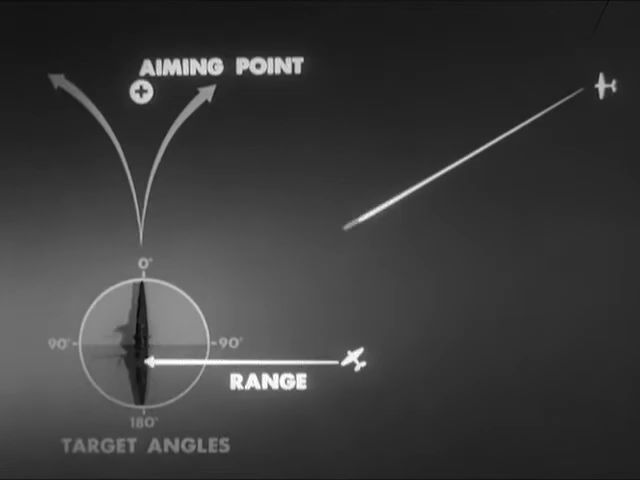 AIMING POINT
0°
90°
90°
RANGE
180°
TARGET ANGLES